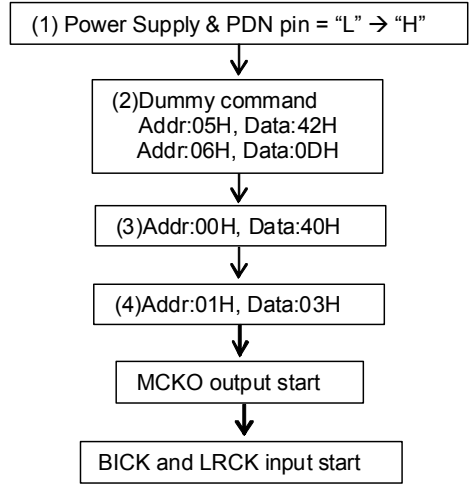 (1) Power Supply & PDN pin = “L” → “H”
(2)Dummy command
Addr:05H, Data:42H
Addr:06H, Data:0DH
(3)Addr:00H, Data:40H
(4)Addr:01H, Data:03H
MCKO output start
BICK and LRCK input start